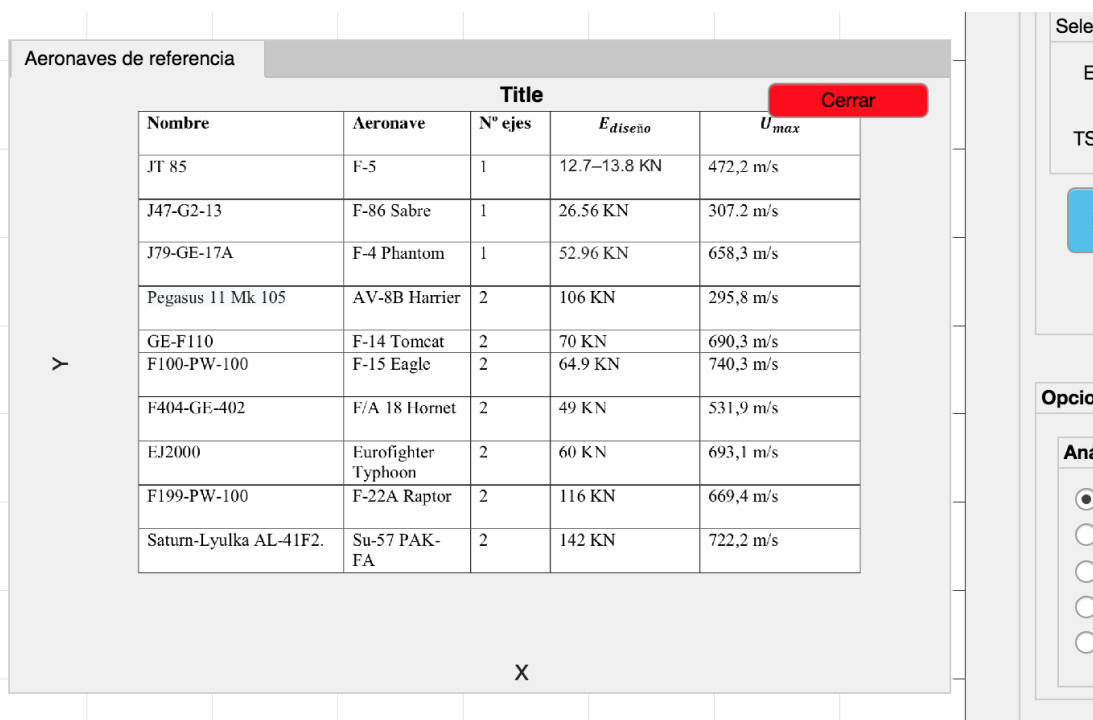 Sele
Aeronaves de referencia
E
Title
Cerrar
Nombre Aeronave Nº ejes E diseño U max
TS
JT 85 F-5 1 12.7–13.8 KN 472,2 m/s
J47-G2-13 F-86 Sabre 1 26.56 KN 307.2 m/s
J79-GE-17A F-4 Phantom 1 52.96 KN 658,3 m/s
Pegasus 11 Mk 105 AV-8B Harrier 2 106 KN 295,8 m/s
GE-F110 F-14 Tomcat 2 70 KN 690,3 m/s
Y
F100-PW-100 F-15 Eagle 2 64.9 KN 740,3 m/s
Opcio
F404-GE-402 F/A 18 Hornet 2 49 KN 531,9 m/s
Aná
EJ2000 Eurofighter 2 60 KN 693,1 m/s
Typhoon
F199-PW-100 F-22A Raptor 2 116 KN 669,4 m/s
Saturn-Lyulka AL-41F2. Su-57 PAK- 2 142 KN 722,2 m/s
FA
X